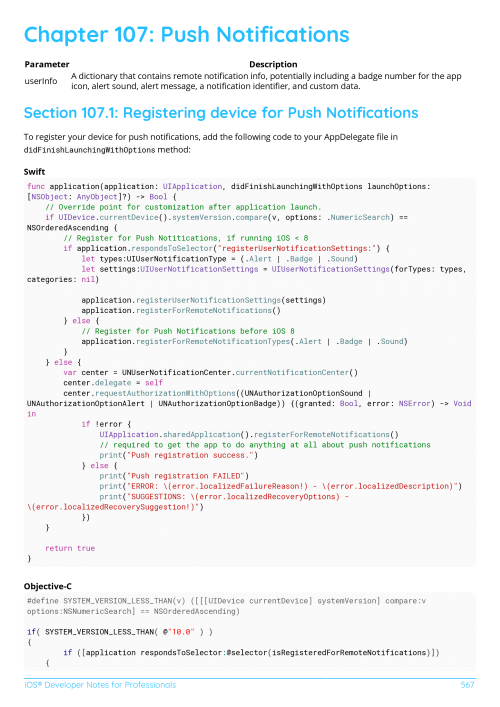 Chapter 107: Push Notifications
Parameter Description
userInfo A dictionary that contains remote notification info, potentially including a badge number for the app
icon, alert sound, alert message, a notification identifier, and custom data.
Section 107.1: Registering device for Push Notifications
To register your device for push notifications, add the following code to your AppDelegate file in
didFinishLaunchingWithOptions method:
Swift
func application(application: UIApplication, didFinishLaunchingWithOptions launchOptions:
[NSObject: AnyObject]?) -> Bool {
    // Override point for customization after application launch.
    if UIDevice.currentDevice().systemVersion.compare(v, options: .NumericSearch) ==
NSOrderedAscending {
        // Register for Push Notitications, if running iOS < 8
        if application.respondsToSelector("registerUserNotificationSettings:") {
            let types:UIUserNotificationType = (.Alert | .Badge | .Sound)
            let settings:UIUserNotificationSettings = UIUserNotificationSettings(forTypes: types,
categories: nil)
            application.registerUserNotificationSettings(settings)
            application.registerForRemoteNotifications()
        } else {
            // Register for Push Notifications before iOS 8
            application.registerForRemoteNotificationTypes(.Alert | .Badge | .Sound)
        }
    } else {
        var center = UNUserNotificationCenter.currentNotificationCenter()
        center.delegate = self
        center.requestAuthorizationWithOptions((UNAuthorizationOptionSound |
UNAuthorizationOptionAlert | UNAuthorizationOptionBadge)) {(granted: Bool, error: NSError) -> Void
in
            if !error {
                UIApplication.sharedApplication().registerForRemoteNotifications()
                // required to get the app to do anything at all about push notifications
                print("Push registration success.")
            } else {
                print("Push registration FAILED")
                print("ERROR: \(error.localizedFailureReason!) - \(error.localizedDescription)")
                print("SUGGESTIONS: \(error.localizedRecoveryOptions) -
\(error.localizedRecoverySuggestion!)")
            })
    }
    return true
}
Objective-C
#define SYSTEM_VERSION_LESS_THAN(v) ([[[UIDevice currentDevice] systemVersion] compare:v
options:NSNumericSearch] == NSOrderedAscending)
if( SYSTEM_VERSION_LESS_THAN( @"10.0" ) )
{
        if ([application respondsToSelector:#selector(isRegisteredForRemoteNotifications)])
    {
iOS® Developer Notes for Professionals 567